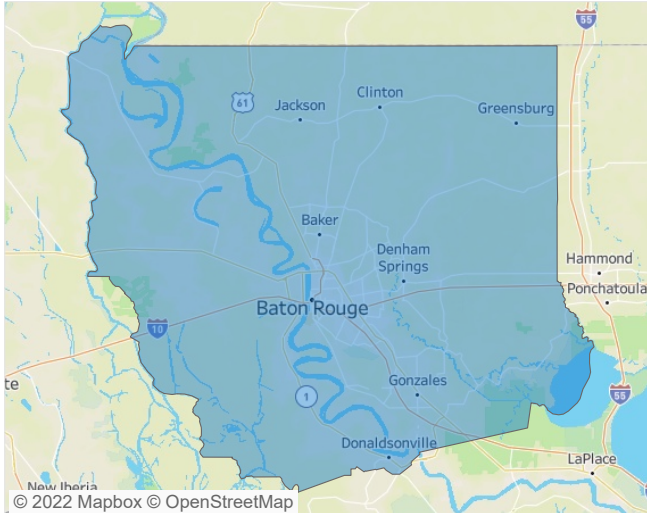 55
61
Jackson
Clinton
Greensburg
Baker
Denham
Springs
Hammond
Ponchatoula
Baton Rouge
10
Gonzales
te
1
55
Donaldsonville
LaPlace
New Iberia
© 2022 Mapbox © OpenStreetMap